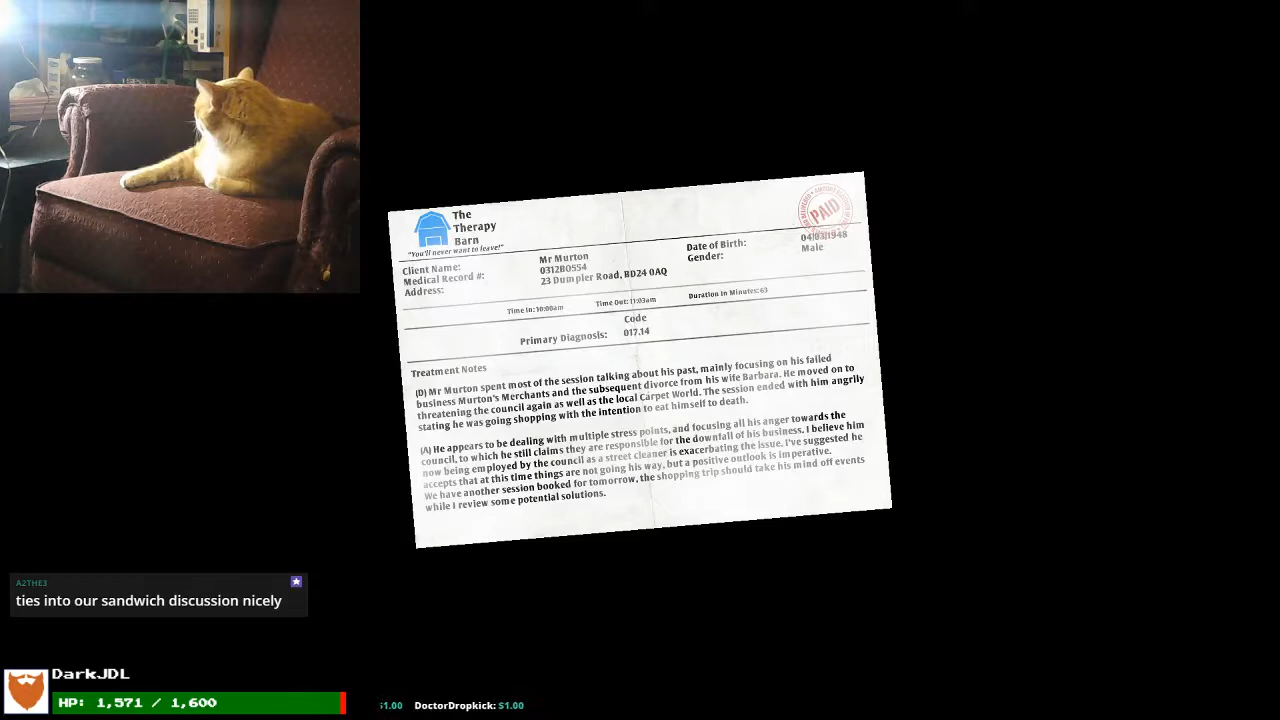 The
Therapy
Barn
"You'll never want to leave!"
PAID
Client Name: Mr Murton Date of Birth: 04/03/1948
Medical Record #: 0312B0554 Gender: Male
Address: 23 Dumpler Road, BD24 0AQ
Time In: 10:00am Time Out: 11:03am Duration in Minutes: 63
Code
Primary Diagnosis: 017.14
Treatment Notes
(D) Mr Murton spent most of the session talking about his past, mainly focusing on his failed
business Murton's Merchants and the subsequent divorce from his wife Barbara. He moved on to
threatening the council again as well as the local Carpet World. The session ended with him angrily
stating he was going shopping with the intention to eat himself to death.
(A) He appears to be dealing with multiple stress points, and focusing all his anger towards the
council, to which he still claims they are responsible for the downfall of his business. I believe him
now being employed by the council as a street cleaner is exacerbating the issue. I've suggested he
accepts that at this time things are not going his way, but a positive outlook is imperative.
We have another session booked for tomorrow, the shopping trip should take his mind off events
while I review some potential solutions.
A2THE3
ties into our sandwich discussion nicely
DarkJDL
HP: 1,571 / 1,600
$1.00 DoctorDropkick: $1.00